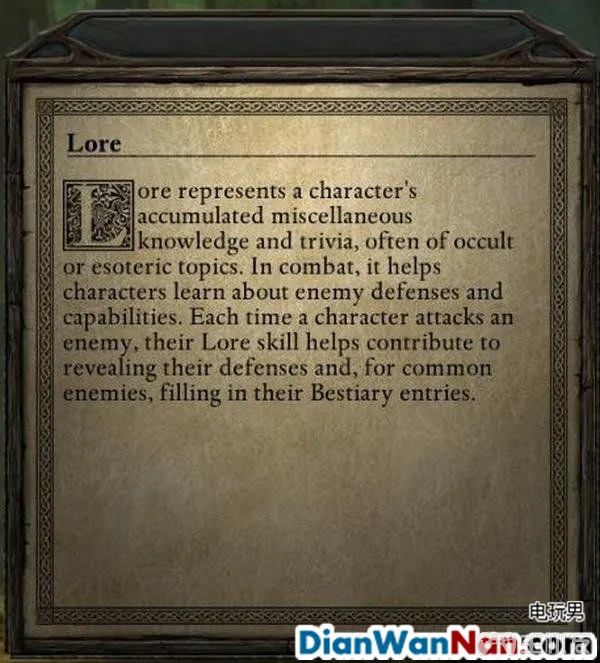 Lore
Lore represents a character's
accumulated miscellaneous
knowledge and trivia, often of occult
or esoteric topics. In combat, it helps
characters learn about enemy defenses and
capabilities. Each time a character attacks an
enemy, their Lore skill helps contribute to
revealing their defenses and, for common
enemies, filling in their Bestiary entries.
电玩男
DianWanNan.com